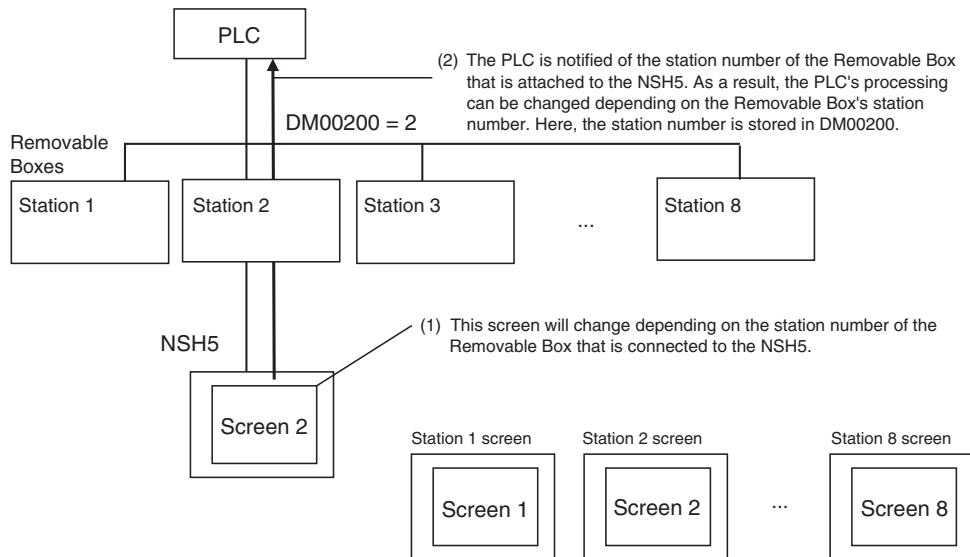 PLC
(2) The PLC is notified of the station number of the Removable Box
that is attached to the NSH5. As a result, the PLC's processing
can be changed depending on the Removable Box's station
number. Here, the station number is stored in DM00200.
DM00200 = 2
Removable
Boxes
Station 1
Station 2
Station 3
...
Station 8
(1) This screen will change depending on the station number of the
Removable Box that is connected to the NSH5.
NSH5
Screen 2
Station 1 screen
Station 2 screen
Station 8 screen
Screen 1
Screen 2
...
Screen 8